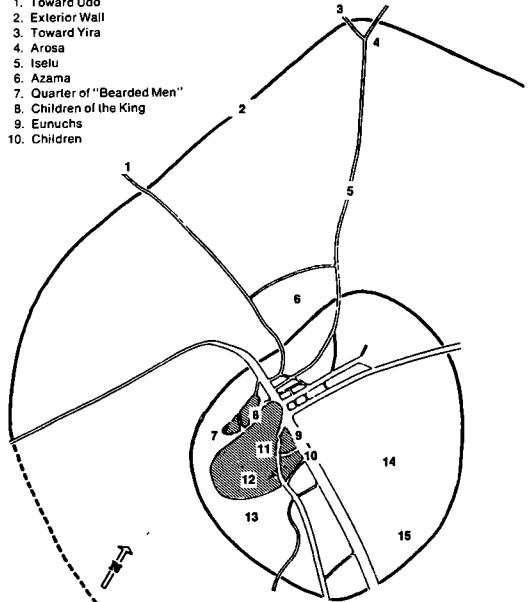 1. Toward Udo
2. Exterior Wall
3. Toward Yira
4. Arosa
5. Iselu
6. Azama
7. Quarter of "Bearded Men"
8. Children of the King
9. Eunuchs
10. Children
3
4
2
1
5
6
7
8
9
11
10
12
14
13
15
N